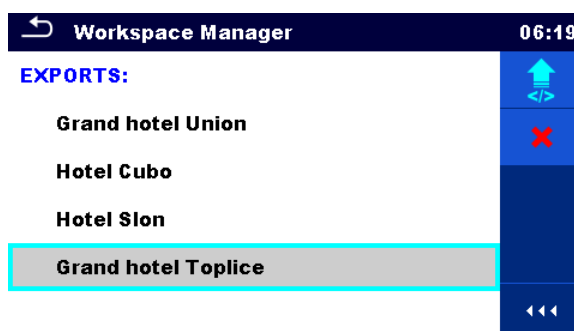 Workspace Manager 06:19
EXPORTS:
</>
Grand hotel Union
Hotel Cubo
Hotel Slon
Grand hotel Toplice